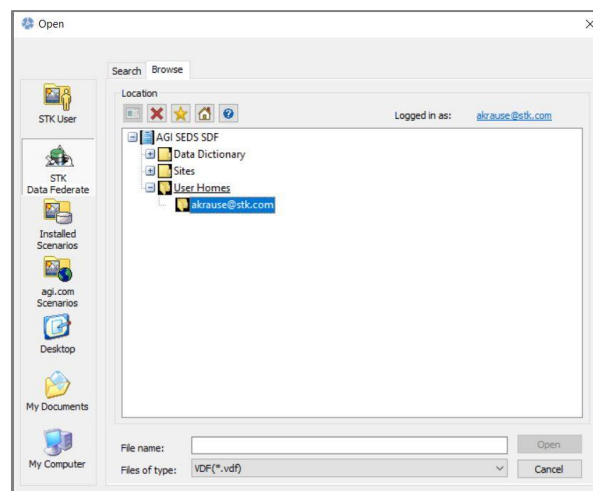 Open
Search Browse
Location
Logged in as: akrause@stk.com
STK User
STK
Data Federate
Installed
Scenarios
agi.com
Scenarios
Desktop
My Documents
My Computer
AGI SEDS SDF
Data Dictionary
Sites
User Homes
akrause@stk.com
File name:
Open
Files of type: VDF(*.vdf)
Cancel